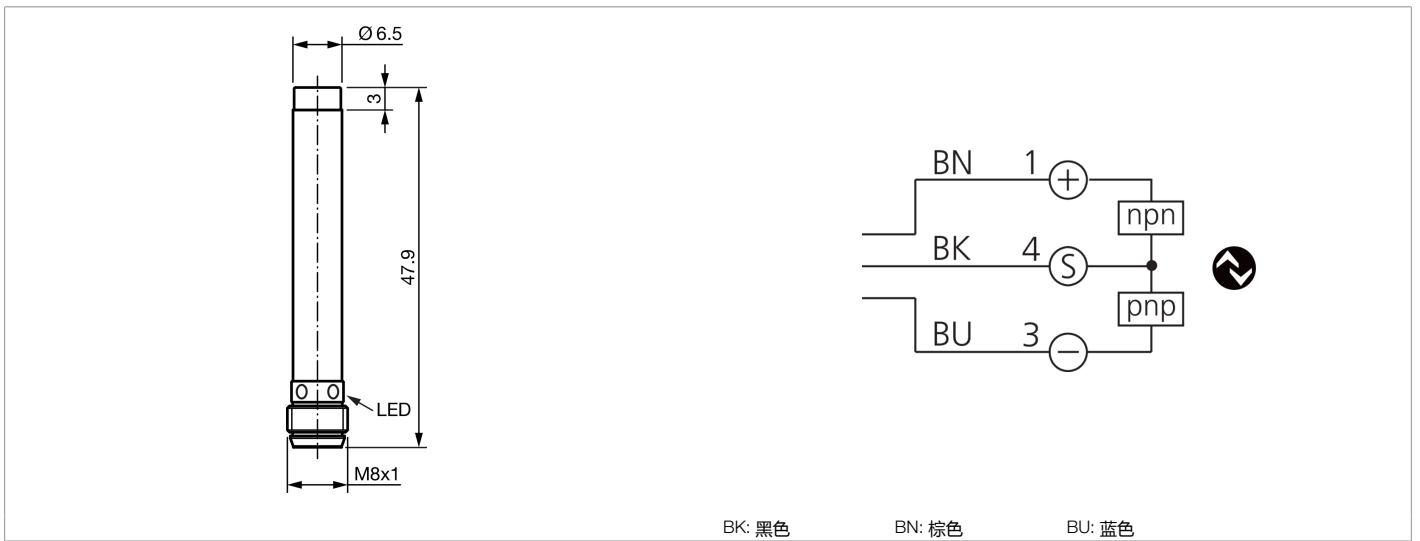 Ø 6.5
3
47.9
LED
M8x1
BN 1 +
npn
BK 4 S
pnp
BU 3 −
BK: 黑色 BN: 棕色 BU: 蓝色